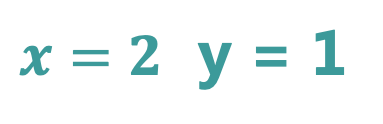 x = 2 y = 1